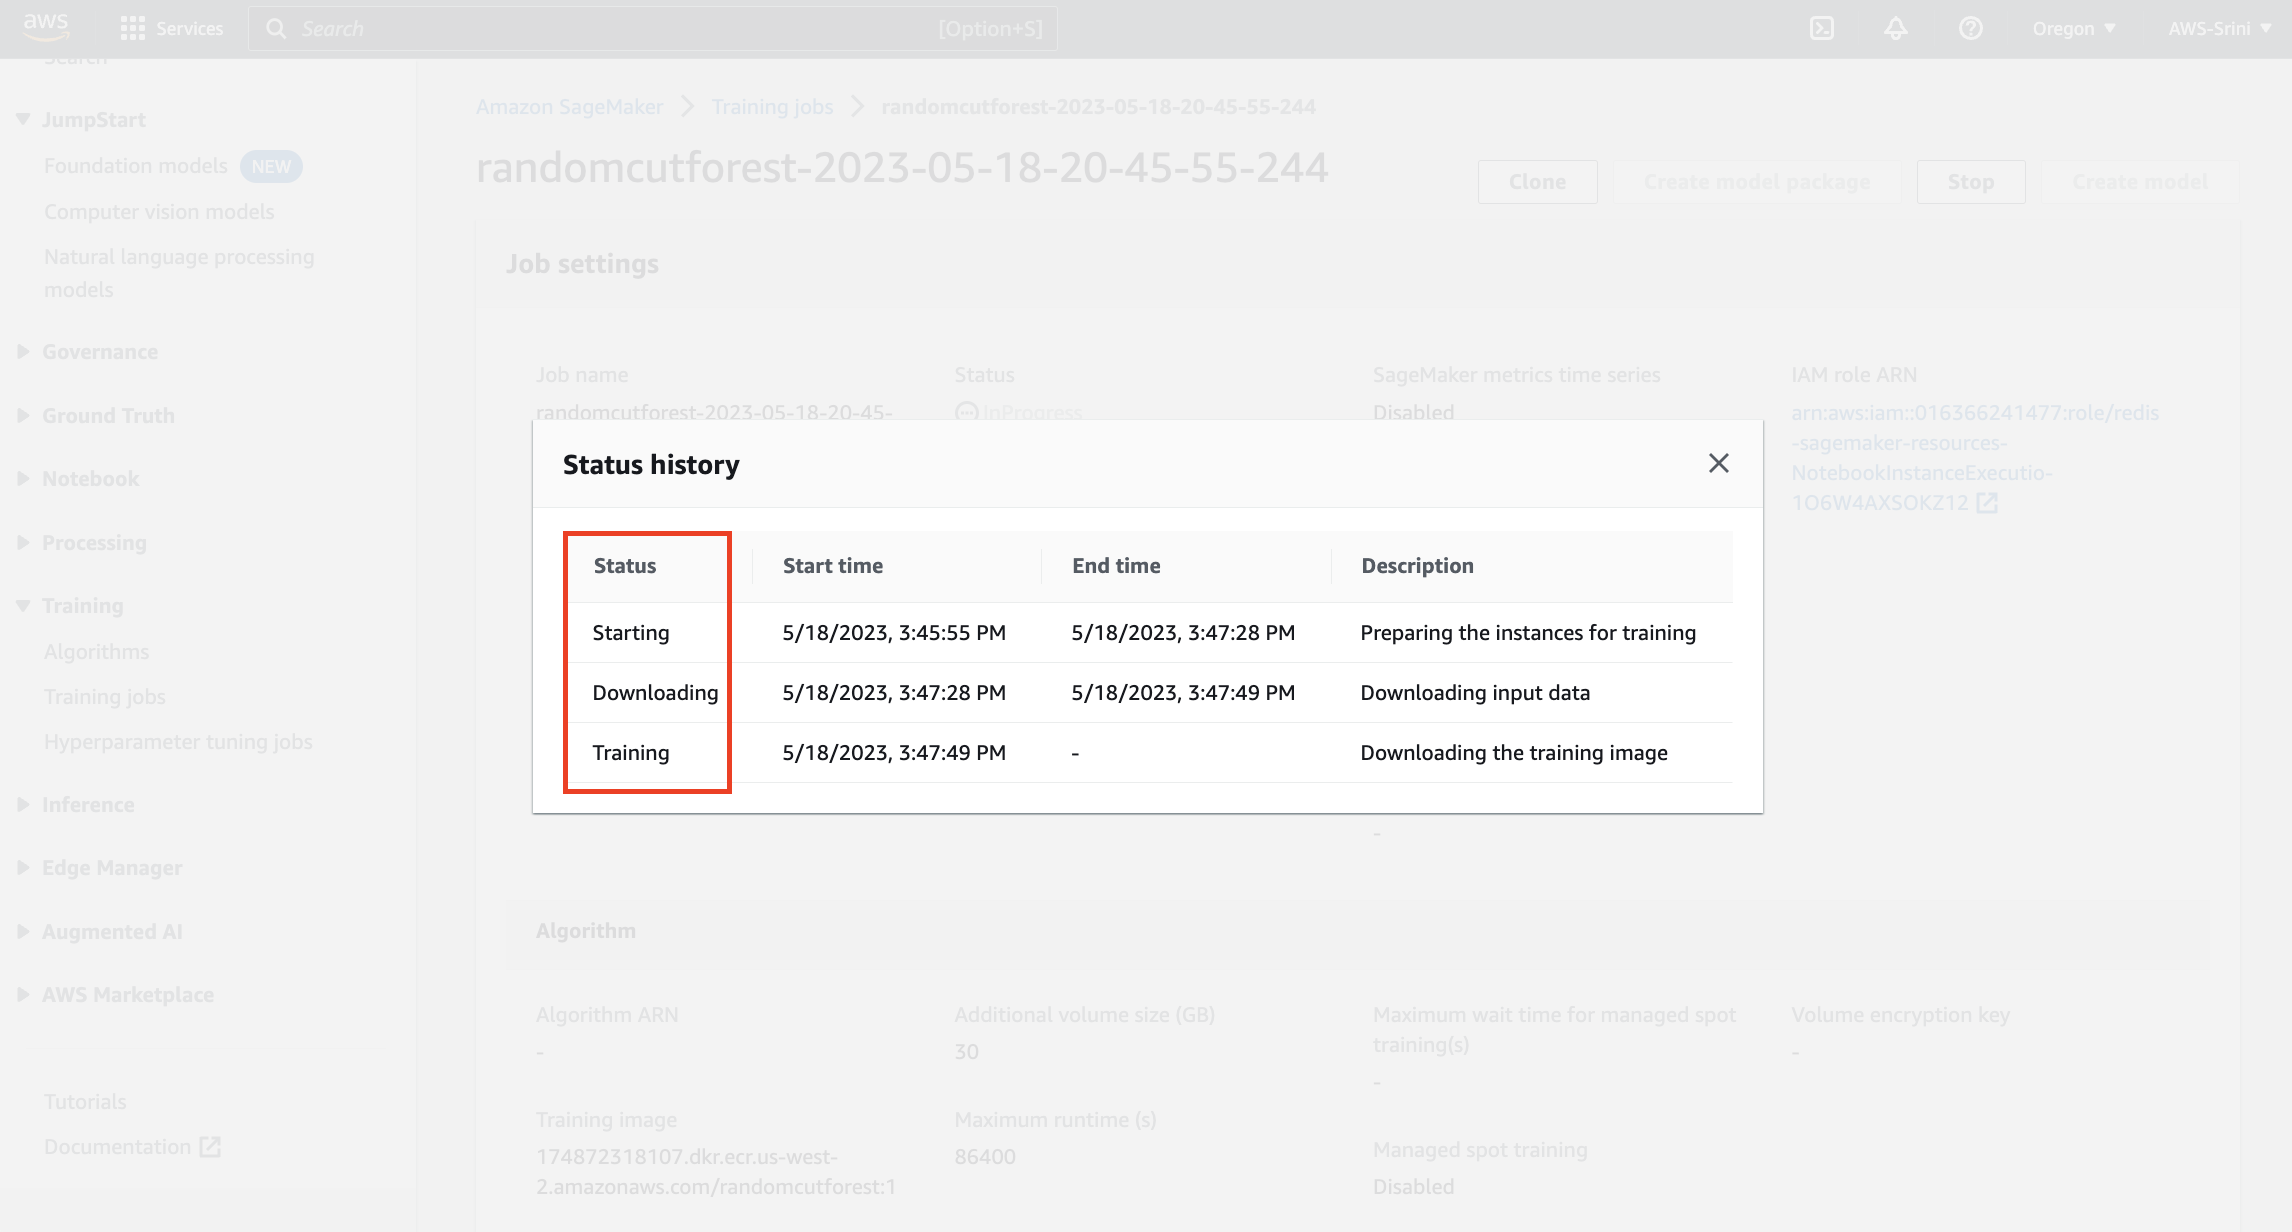 aws
Services
Search
[Option+S]
Oregon
AWS-Srini
Search
JumpStart
Foundation models NEW
Computer vision models
Natural language processing
models
Governance
Ground Truth
Notebook
Processing
Training
Algorithms
Training jobs
Hyperparameter tuning jobs
Inference
Edge Manager
Augmented AI
AWS Marketplace
Tutorials
Documentation
Amazon SageMaker > Training jobs > randomcutforest-2023-05-18-20-45-55-244
randomcutforest-2023-05-18-20-45-55-244
Clone
Create model package
Stop
Create model
Job settings
Job name
randomcutforest-2023-05-18-20-45-
Status
InProgress
SageMaker metrics time series
Disabled
IAM role ARN
arn:aws:iam::016366241477:role/redis
-sagemaker-resources-
NotebookInstanceExecutio-
1O6W4AXSOKZ12
Status history
Status Start time End time Description
Starting 5/18/2023, 3:45:55 PM 5/18/2023, 3:47:28 PM Preparing the instances for training
Downloading 5/18/2023, 3:47:28 PM 5/18/2023, 3:47:49 PM Downloading input data
Training 5/18/2023, 3:47:49 PM - Downloading the training image
-
Algorithm
Algorithm ARN
-
Additional volume size (GB)
30
Maximum wait time for managed spot
training(s)
-
Volume encryption key
-
Training image
174872318107.dkr.ecr.us-west-
2.amazonaws.com/randomcutforest:1
Maximum runtime (s)
86400
Managed spot training
Disabled